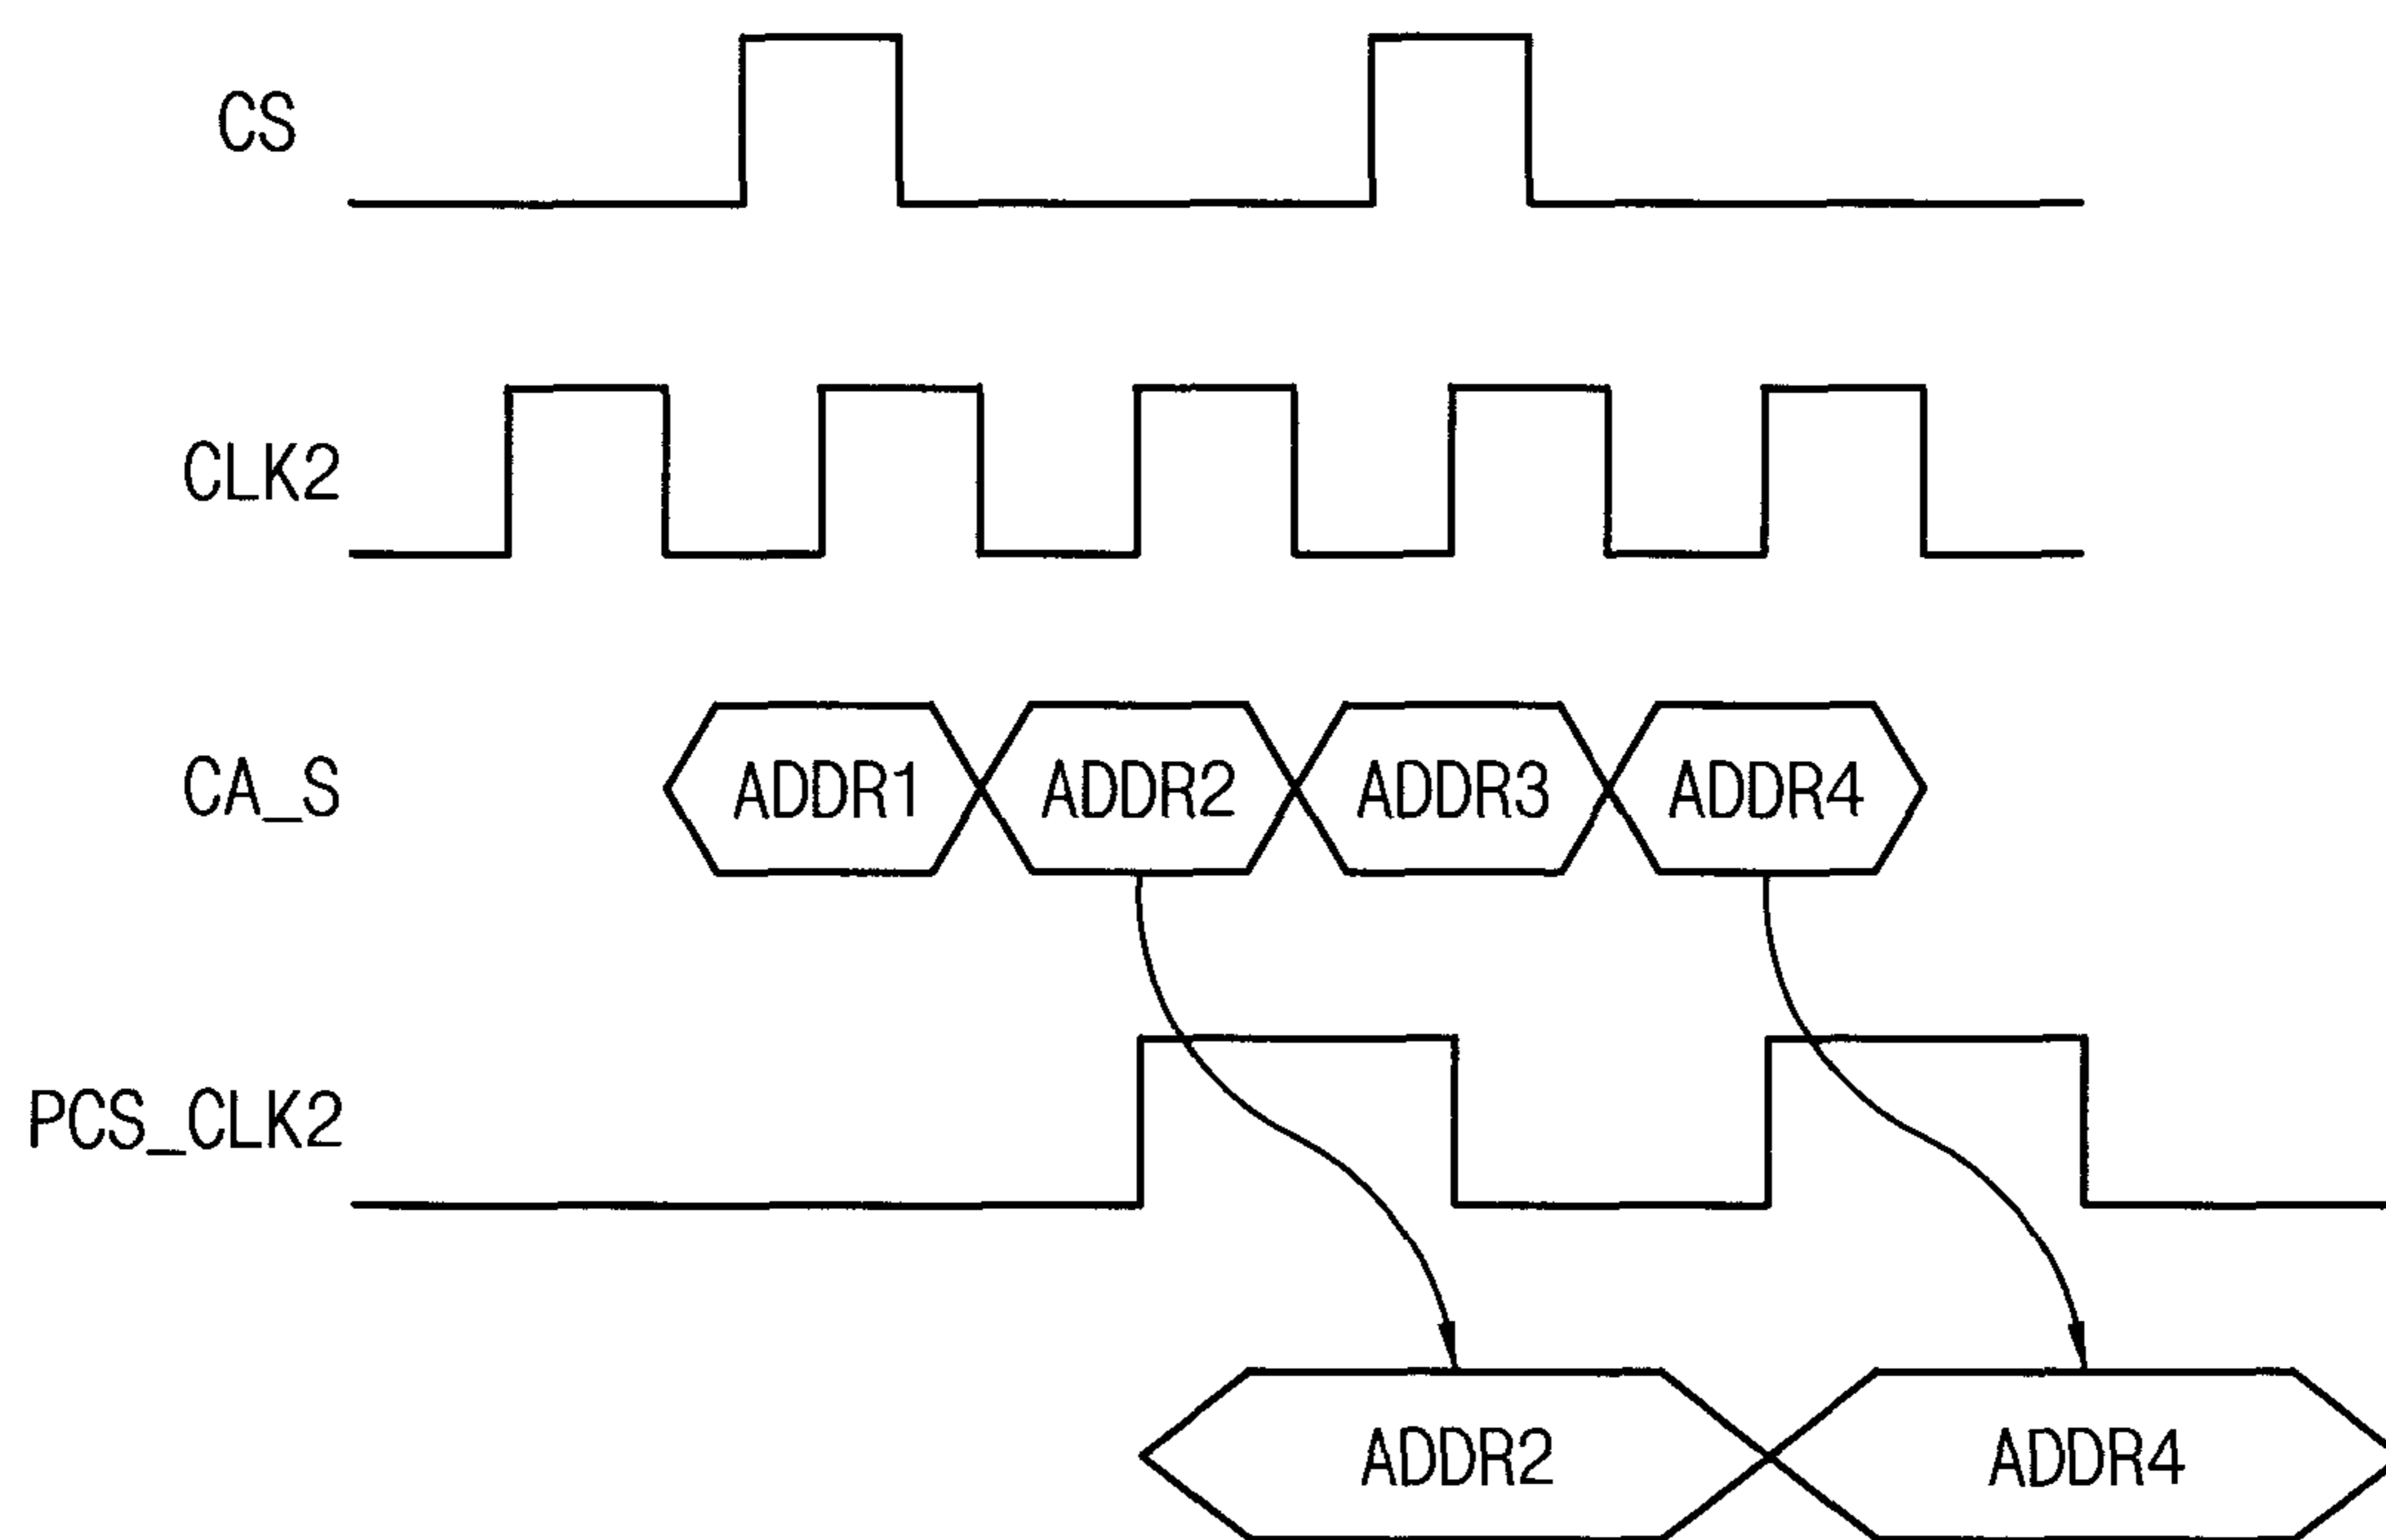 CS
CLK2
CA_S ADDR1 ADDR2 ADDR3 ADDR4
PCS_CLK2
ADDR2 ADDR4